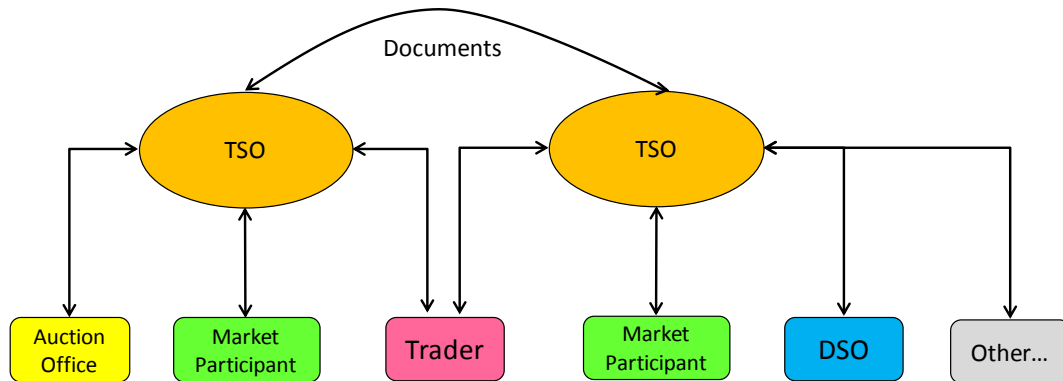 Documents
TSO
TSO
Auction
Office
Market
Participant
Trader
Market
Participant
DSO
Other...